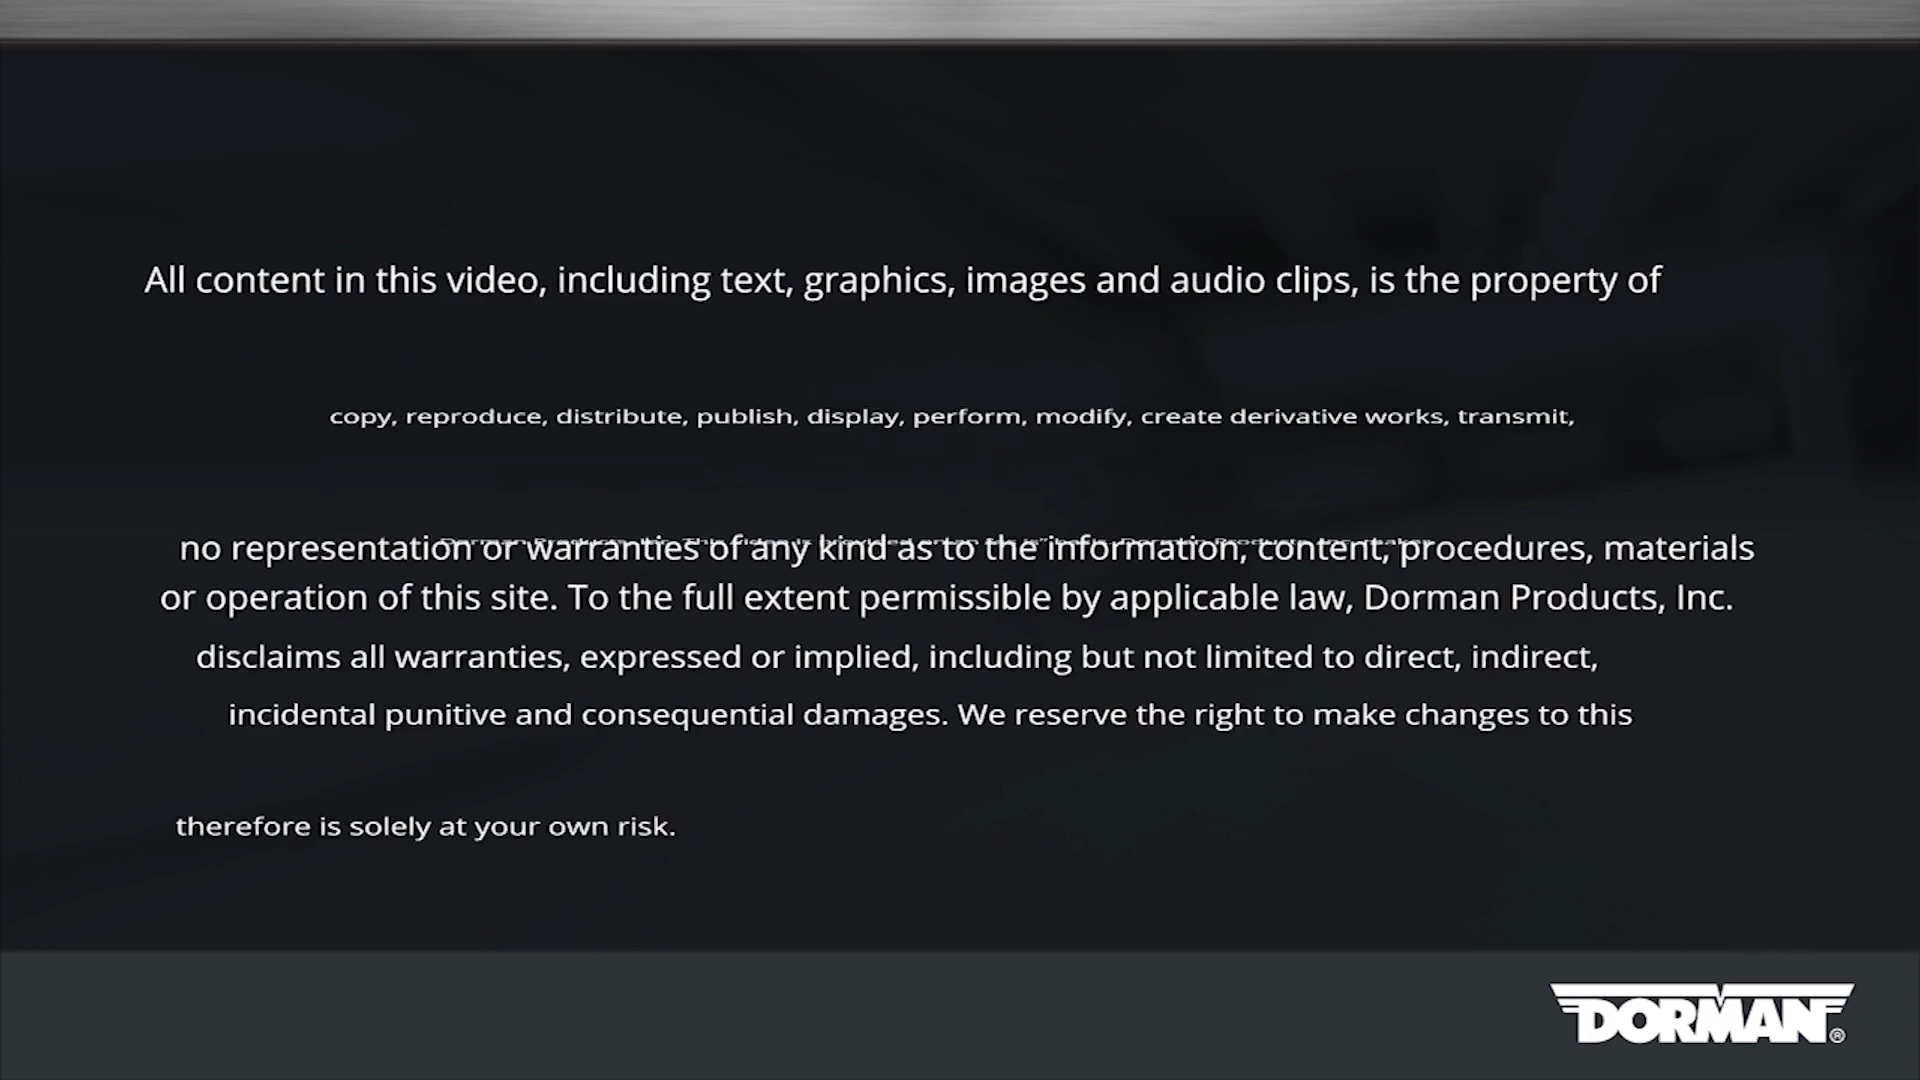 All content in this video, including text, graphics, images and audio clips, is the property of
copy, reproduce, distribute, publish, display, perform, modify, create derivative works, transmit,
no representation or warranties of any kind as to the information, content, procedures, materials
or operation of this site. To the full extent permissible by applicable law, Dorman Products, Inc.
disclaims all warranties, expressed or implied, including but not limited to direct, indirect,
incidental punitive and consequential damages. We reserve the right to make changes to this
therefore is solely at your own risk.
DORMAN®